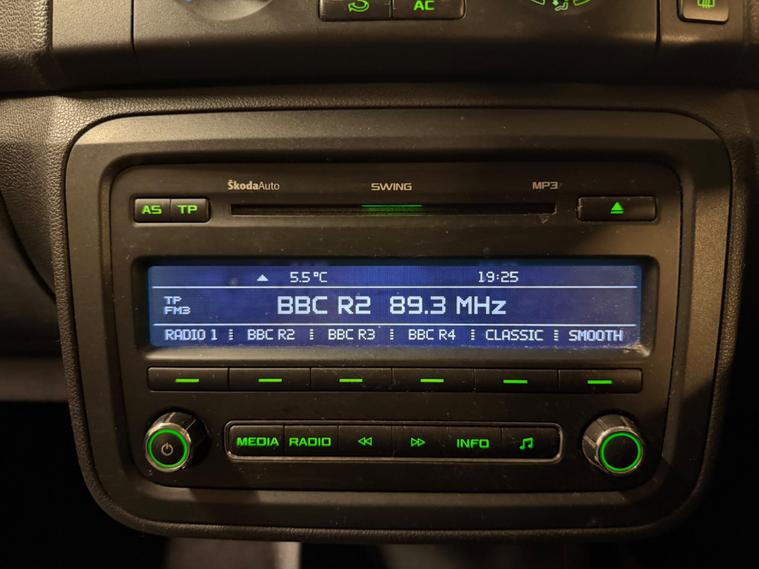 AC
ŠkodaAuto SWING MP3
AS TP
5.5°C 19:25
TP
FM3
BBC R2 89.3 MHz
RADIO 1 BBC R2 BBC R3 BBC R4 CLASSIC SMOOTH
MEDIA RADIO INFO